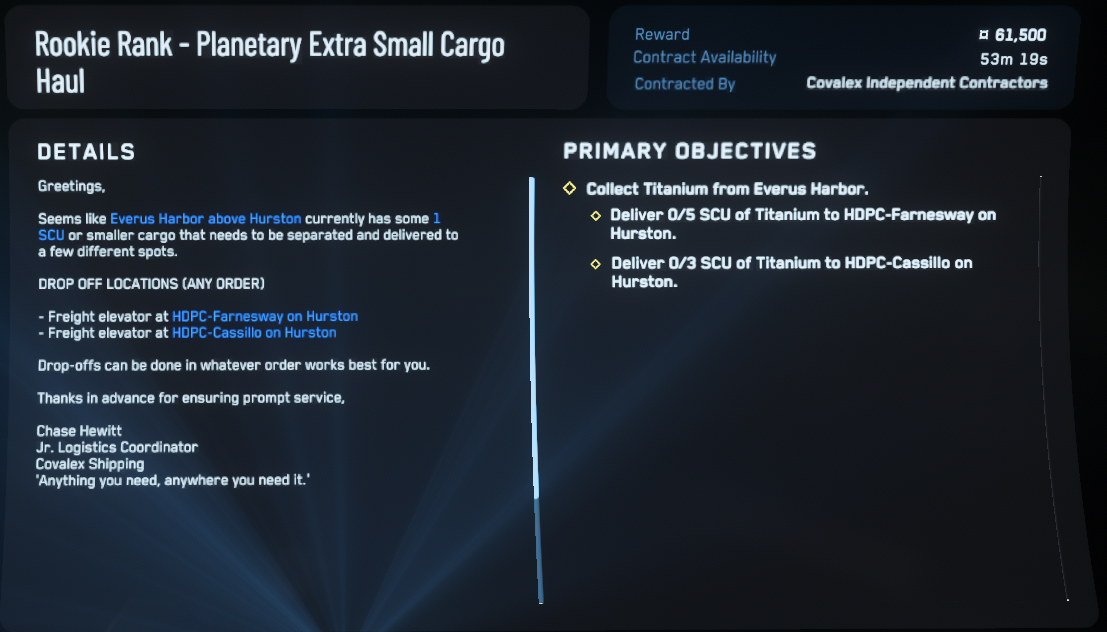 Rookie Rank - Planetary Extra Small Cargo
Haul
Reward ¤ 61,500
Contract Availability 53m 19s
Contracted By Covalex Independent Contractors
DETAILS
Greetings,
Seems like Everus Harbor above Hurston currently has some 1
SCU or smaller cargo that needs to be separated and delivered to
a few different spots.
DROP OFF LOCATIONS (ANY ORDER)
- Freight elevator at HDPC-Farnesway on Hurston
- Freight elevator at HDPC-Cassillo on Hurston
Drop-offs can be done in whatever order works best for you.
Thanks in advance for ensuring prompt service,
Chase Hewitt
Jr. Logistics Coordinator
Covalex Shipping
'Anything you need, anywhere you need it.'
PRIMARY OBJECTIVES
Collect Titanium from Everus Harbor.
Deliver 0/5 SCU of Titanium to HDPC-Farnesway on
Hurston.
Deliver 0/3 SCU of Titanium to HDPC-Cassillo on
Hurston.